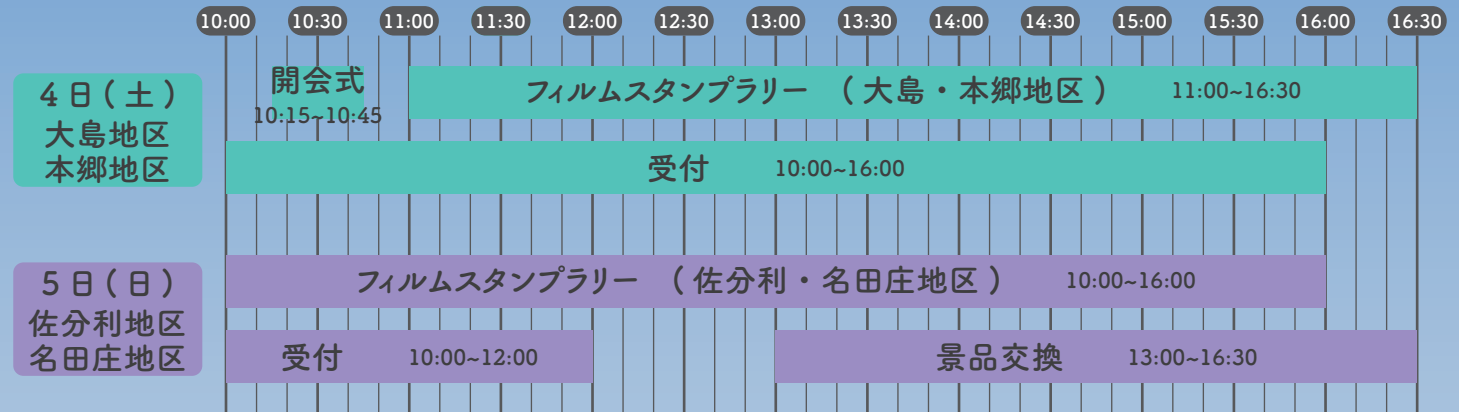 10:00 10:30 11:00 11:30 12:00 12:30 13:00 13:30 14:00 14:30 15:00 15:30 16:00 16:30
4日(土)
大島地区
本郷地区
開会式
10:15~10:45
フィルムスタンプラリー (大島・本郷地区) 11:00~16:30
受付 10:00~16:00
5日(日)
佐分利地区
名田庄地区
フィルムスタンプラリー (佐分利・名田庄地区) 10:00~16:00
受付 10:00~12:00
景品交換 13:00~16:30